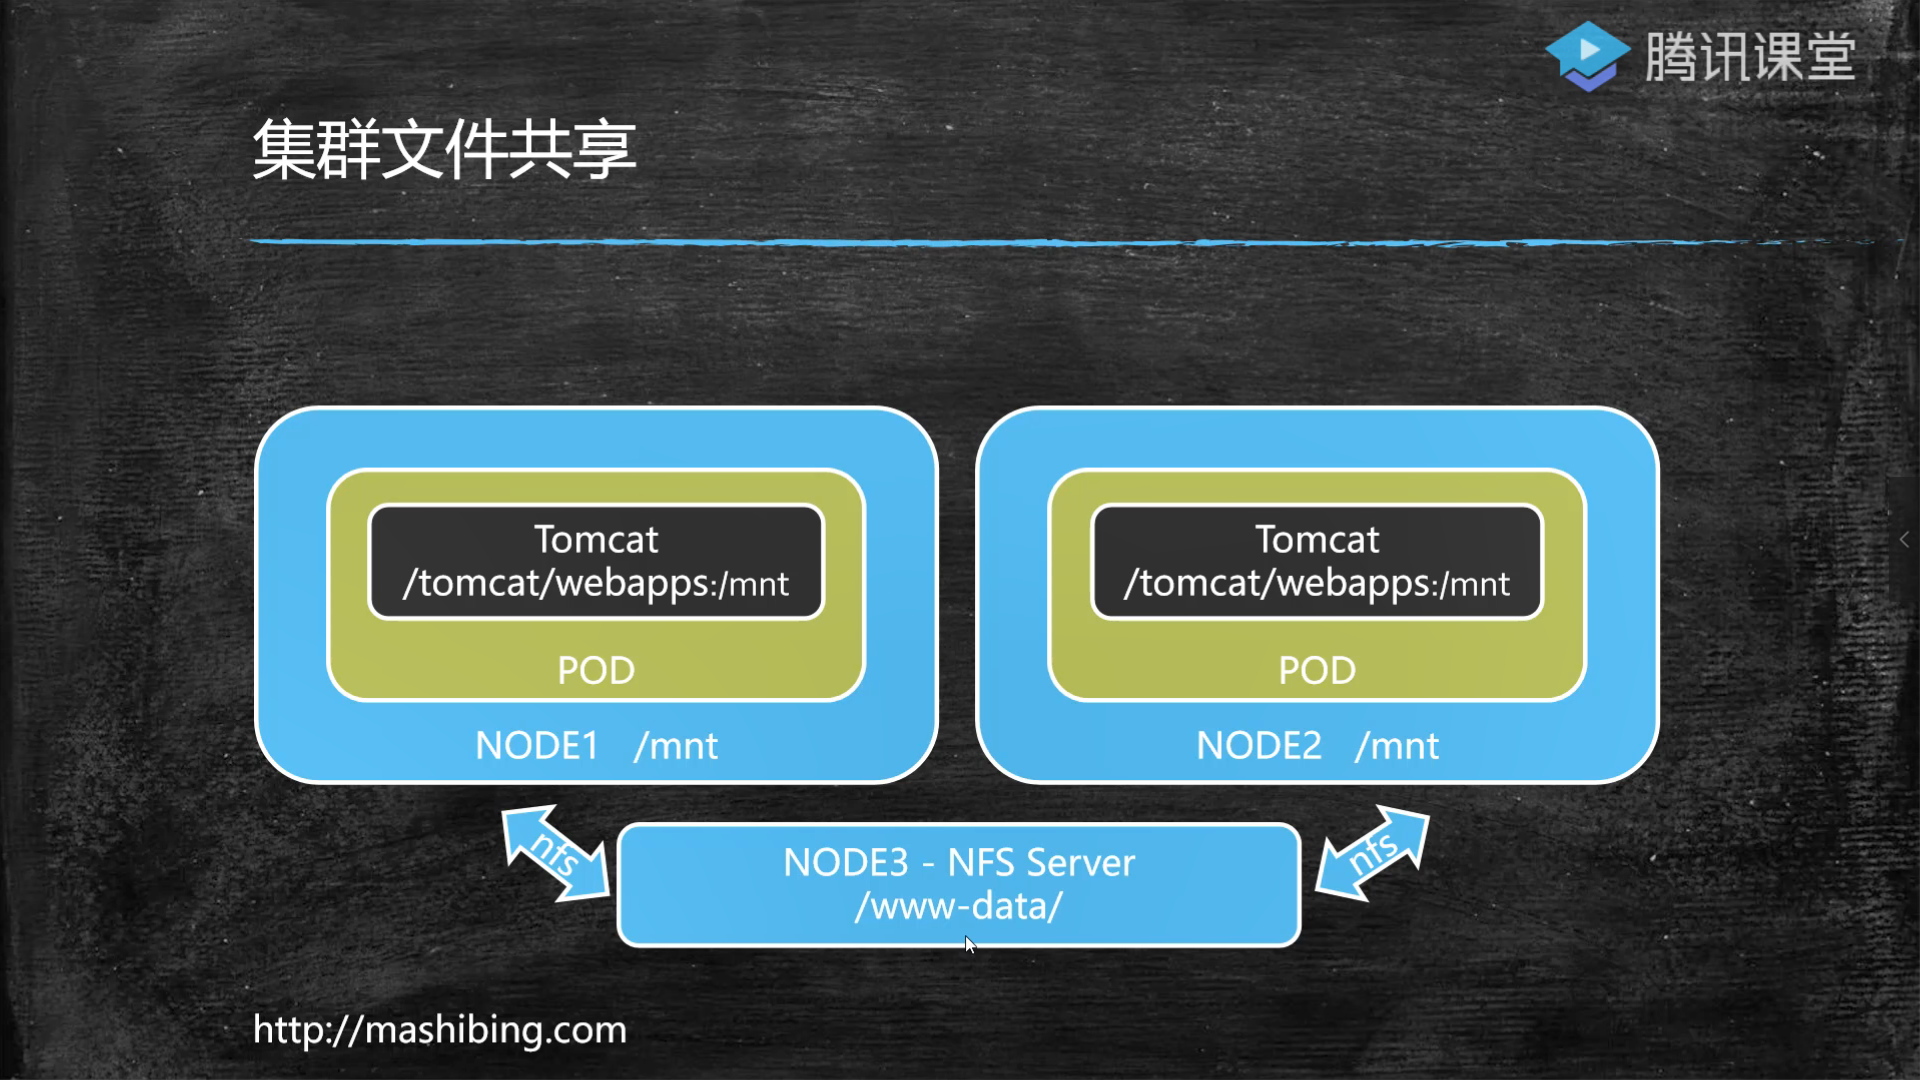 腾讯课堂
集群文件共享
Tomcat
/tomcat/webapps:/mnt
POD
NODE1 /mnt
Tomcat
/tomcat/webapps:/mnt
POD
NODE2 /mnt
nfs
NODE3 - NFS Server
/www-data/
nfs
http://mashibing.com